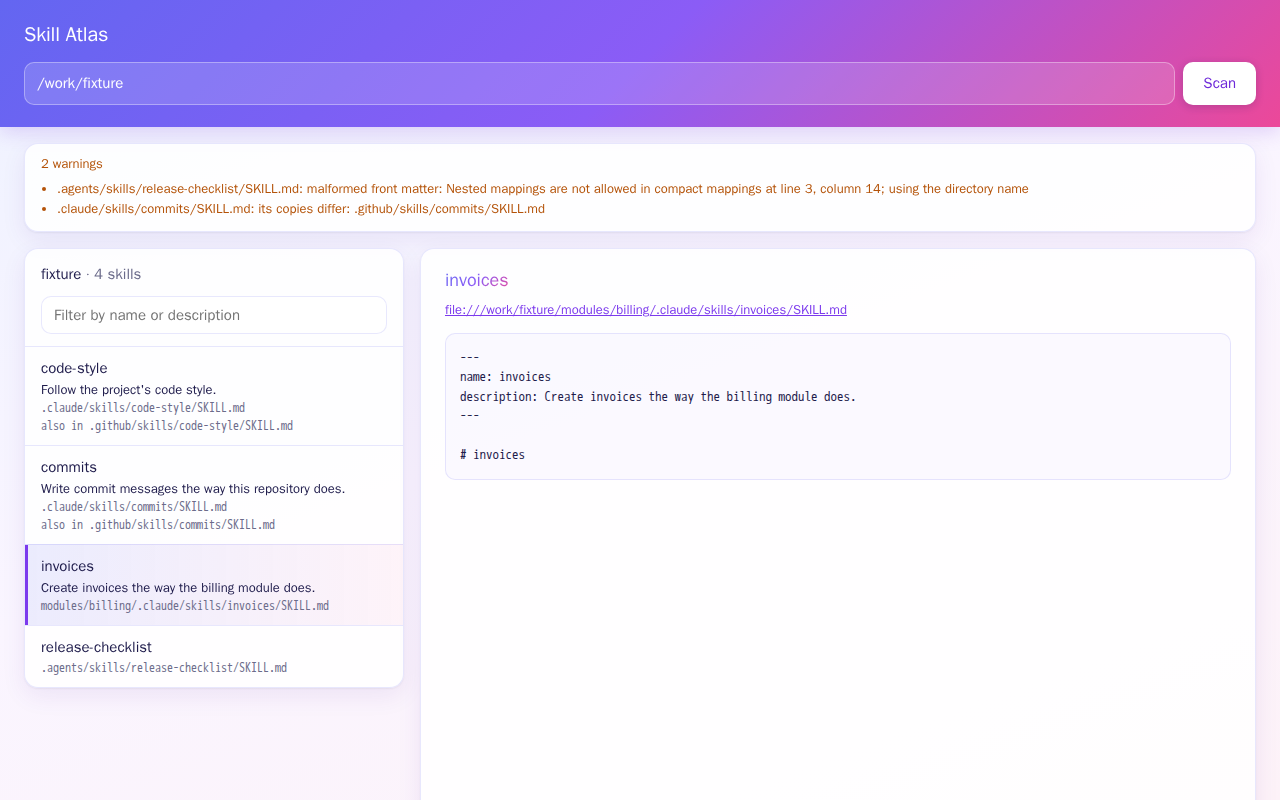 Skill Atlas
/work/fixture
Scan
2 warnings
• .agents/skills/release-checklist/SKILL.md: malformed front matter: Nested mappings are not allowed in compact mappings at line 3, column 14; using the directory name
• .claude/skills/commits/SKILL.md: its copies differ: .github/skills/commits/SKILL.md
fixture · 4 skills
Filter by name or description
code-style
Follow the project's code style.
.claude/skills/code-style/SKILL.md
also in .github/skills/code-style/SKILL.md
commits
Write commit messages the way this repository does.
.claude/skills/commits/SKILL.md
also in .github/skills/commits/SKILL.md
invoices
Create invoices the way the billing module does.
modules/billing/.claude/skills/invoices/SKILL.md
release-checklist
.agents/skills/release-checklist/SKILL.md
invoices
file:///work/fixture/modules/billing/.claude/skills/invoices/SKILL.md
---
name: invoices
description: Create invoices the way the billing module does.
---
# invoices